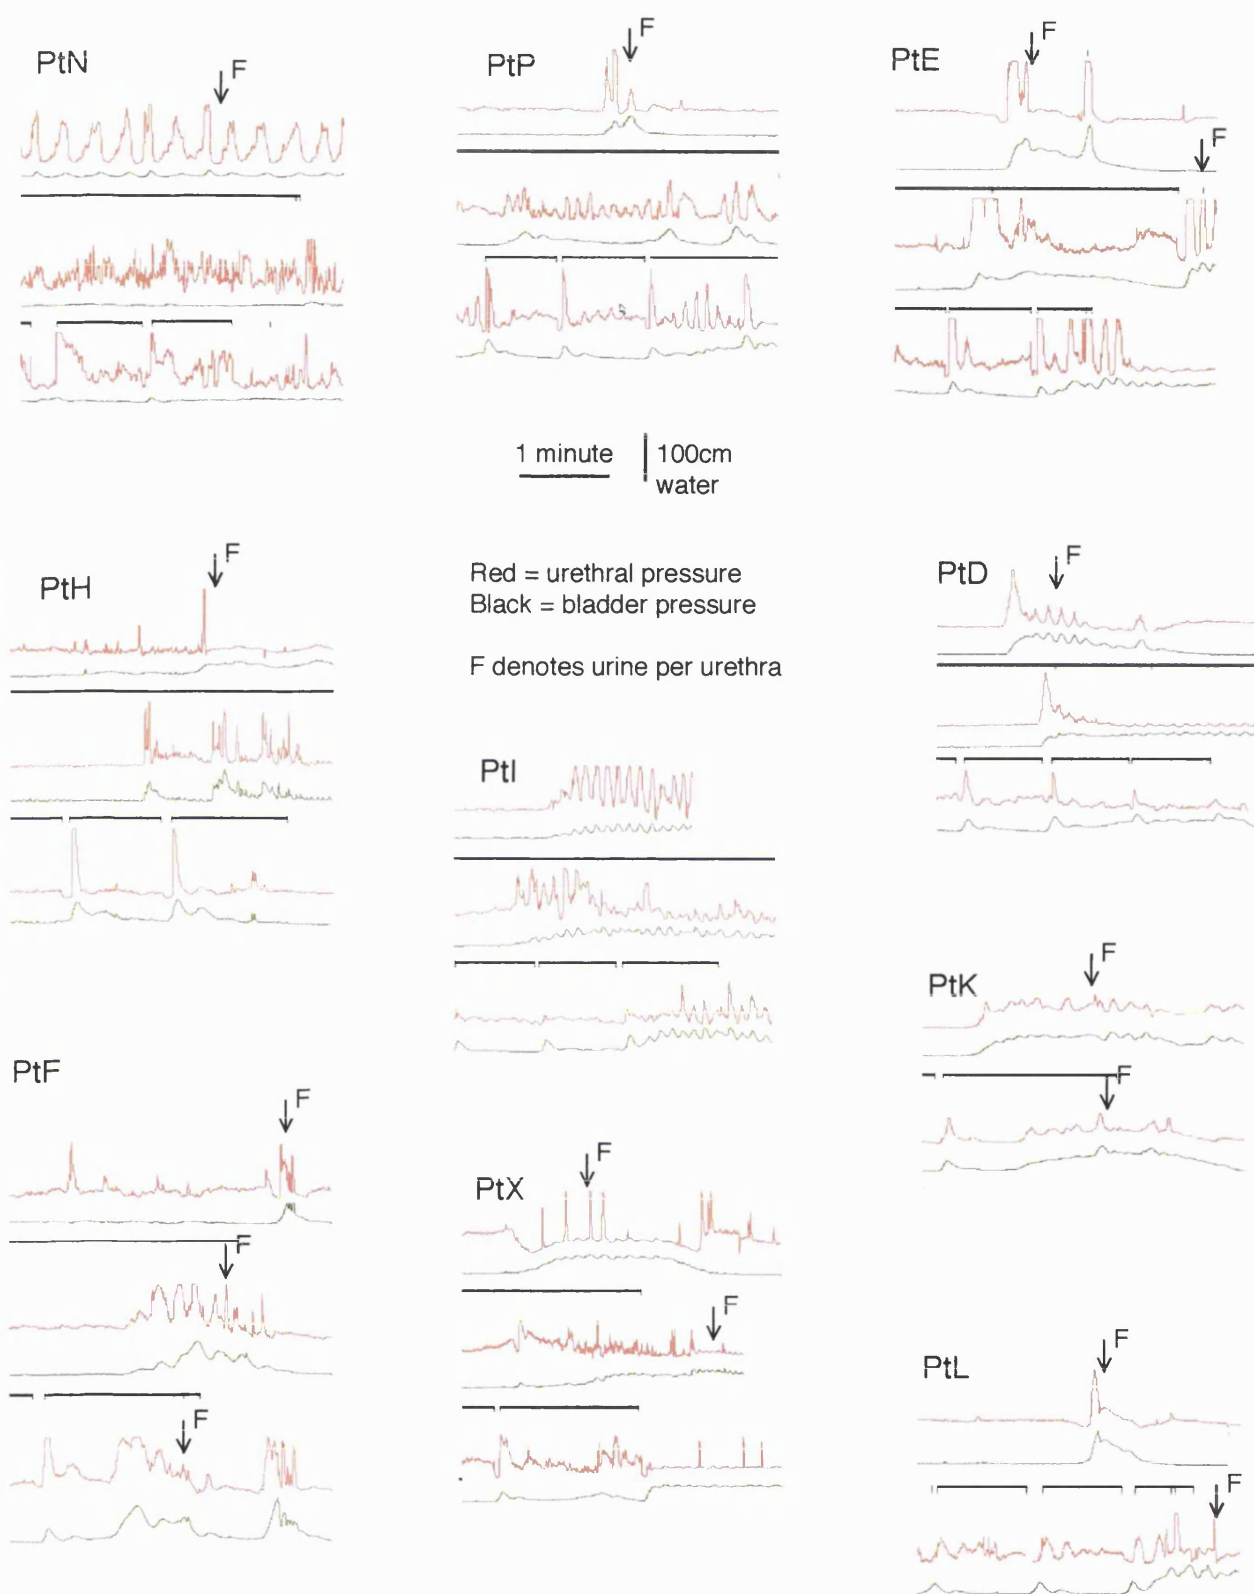 PtN
F
PtP
F
PtE
F
F
1 minute
100cm
water
PtH
F
Red = urethral pressure
Black = bladder pressure
F denotes urine per urethra
PtD
F
PtI
PtK
F
F
PtF
F
F
F
PtX
F
F
PtL
F
F